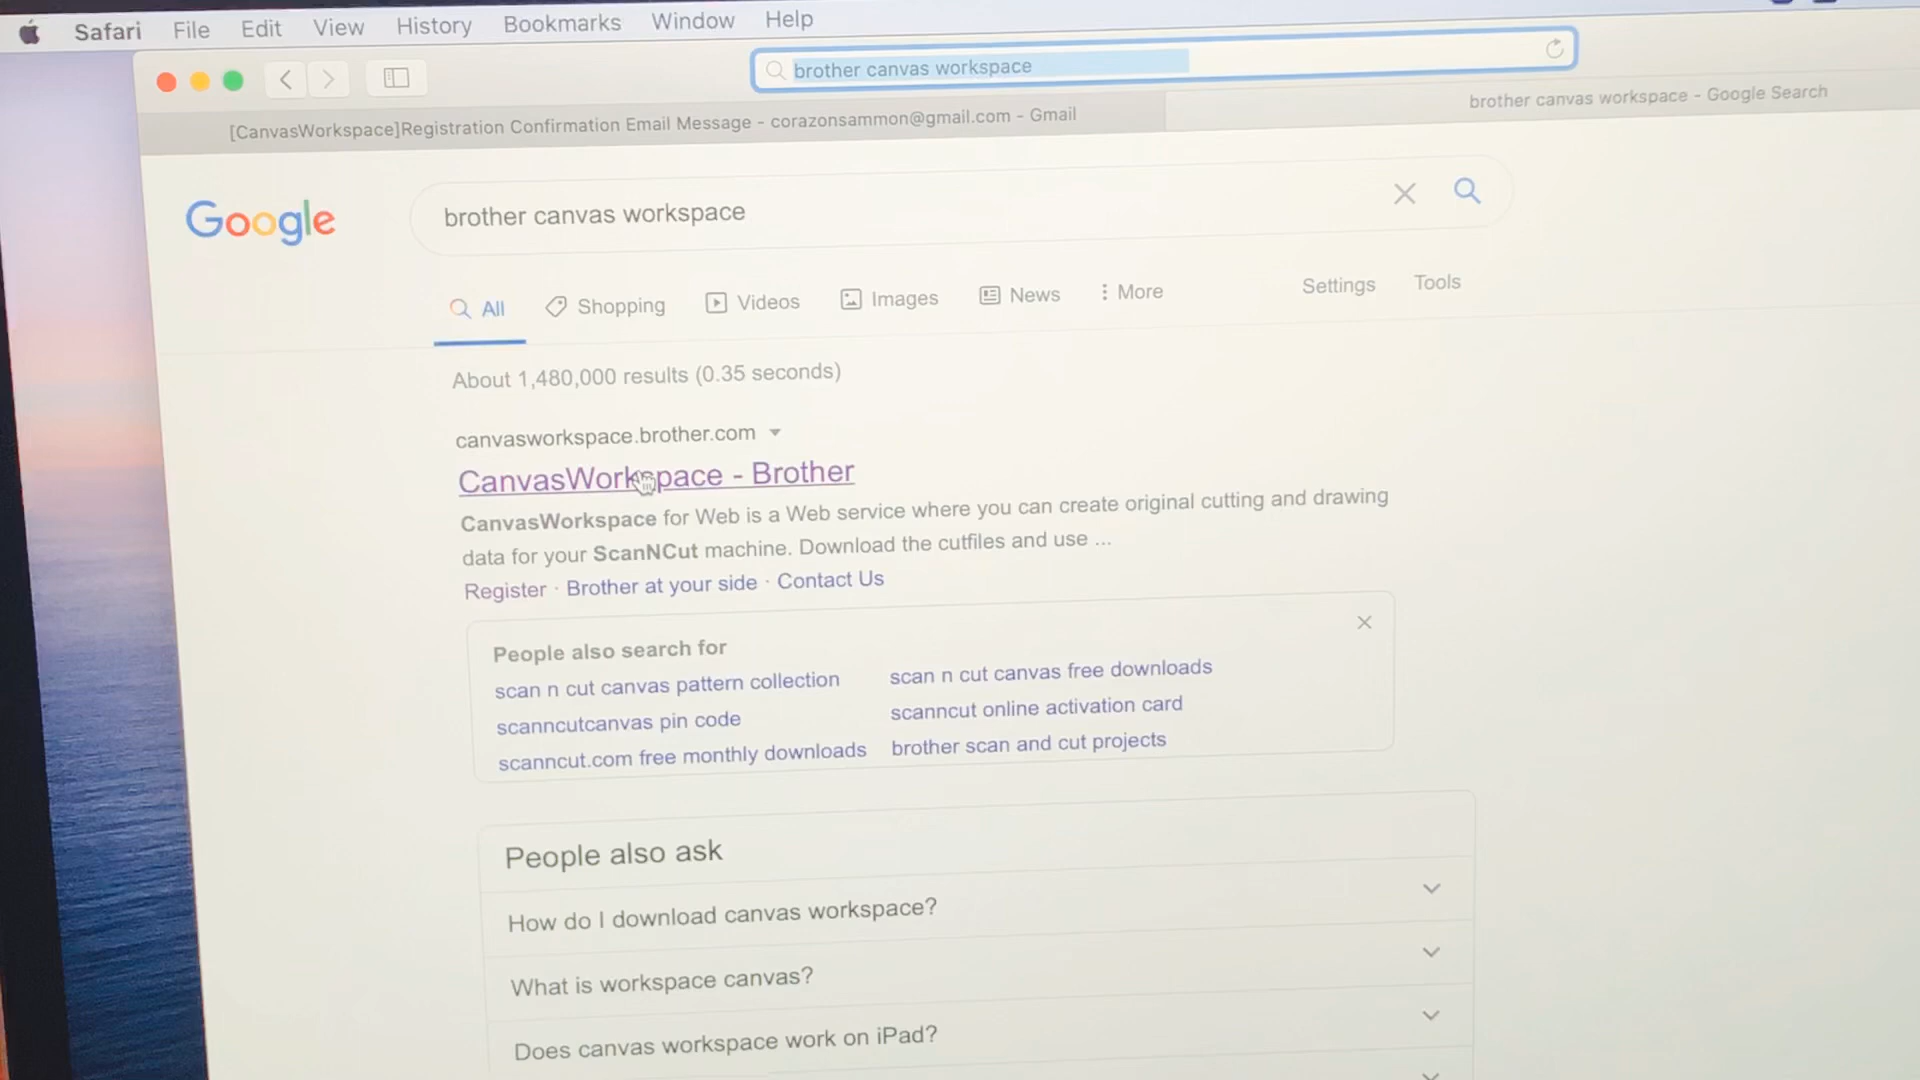 Safari File Edit View History Bookmarks Window Help
brother canvas workspace
[CanvasWorkspace]Registration Confirmation Email Message - corazonsammon@gmail.com - Gmail
brother canvas workspace - Google Search
Google
brother canvas workspace
All Shopping Videos Images News More Settings Tools
About 1,480,000 results (0.35 seconds)
canvasworkspace.brother.com
CanvasWorkspace - Brother
CanvasWorkspace for Web is a Web service where you can create original cutting and drawing
data for your ScanNCut machine. Download the cutfiles and use ...
Register · Brother at your side · Contact Us
People also search for
scan n cut canvas pattern collection scan n cut canvas free downloads
scanncutcanvas pin code scanncut online activation card
scanncut.com free monthly downloads brother scan and cut projects
People also ask
How do I download canvas workspace?
What is workspace canvas?
Does canvas workspace work on iPad?